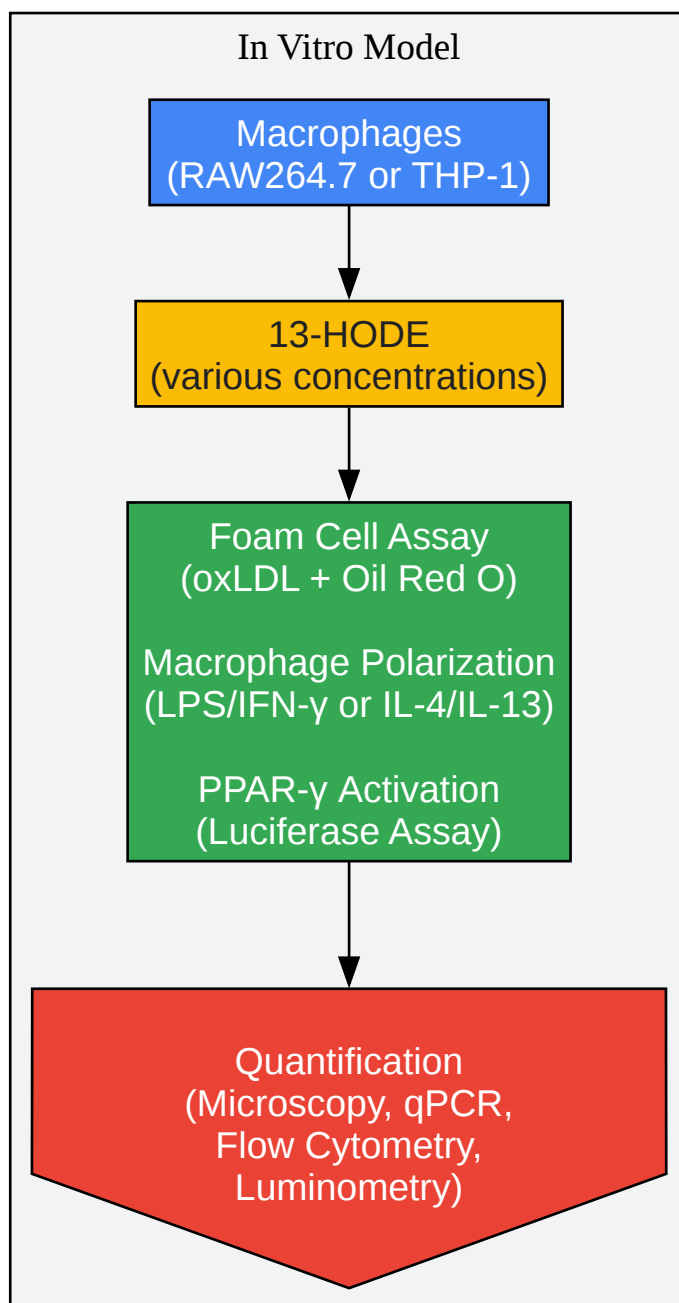 In Vitro Model
Macrophages
(RAW264.7 or THP-1)
13-HODE
(various concentrations)
Foam Cell Assay
(oxLDL + Oil Red O)
Macrophage Polarization
(LPS/IFN-γ or IL-4/IL-13)
PPAR-γ Activation
(Luciferase Assay)
Quantification
(Microscopy, qPCR,
Flow Cytometry,
Luminometry)